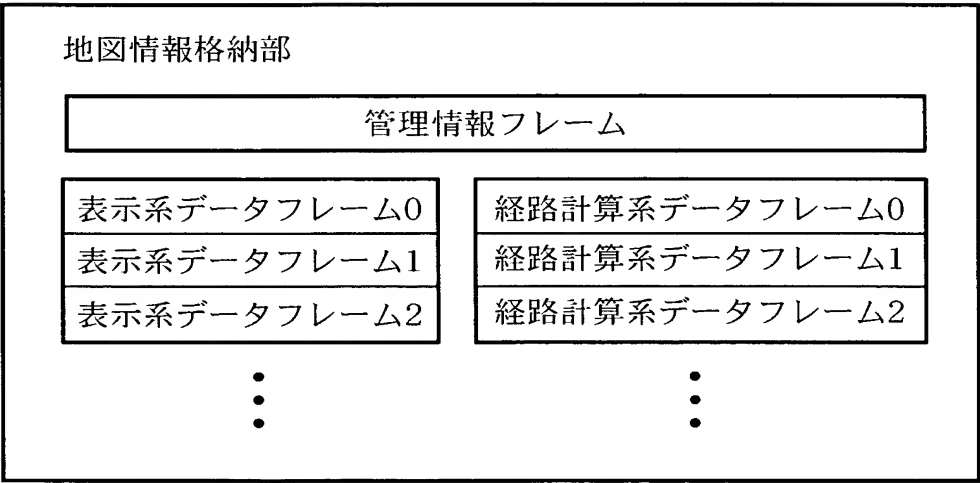 地図情報格納部
管理情報フレーム
表示系データフレーム0
表示系データフレーム1
表示系データフレーム2
経路計算系データフレーム0
経路計算系データフレーム1
経路計算系データフレーム2